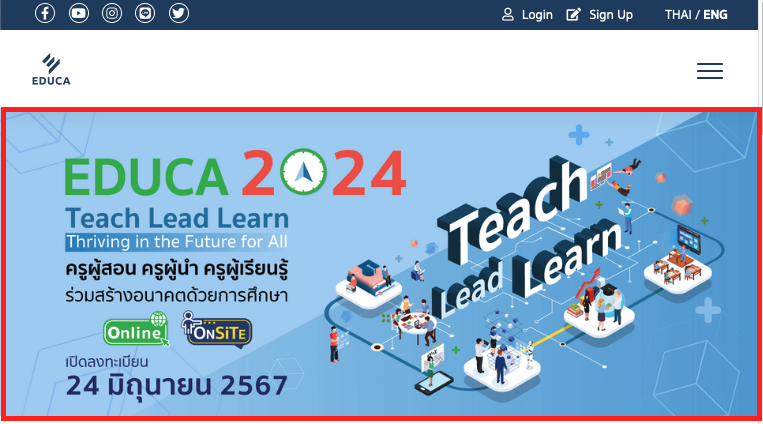 Login Sign Up THAI / ENG
EDUCA
EDUCA 2024
Teach Lead Learn
Thriving in the Future for All
ครูผู้สอน ครูผู้นำ ครูผู้เรียนรู้
ร่วมสร้างอนาคตด้วยการศึกษา
Online ONSiTE
เปิดลงทะเบียน
24 มิถุนายน 2567
Teach
Lead Learn